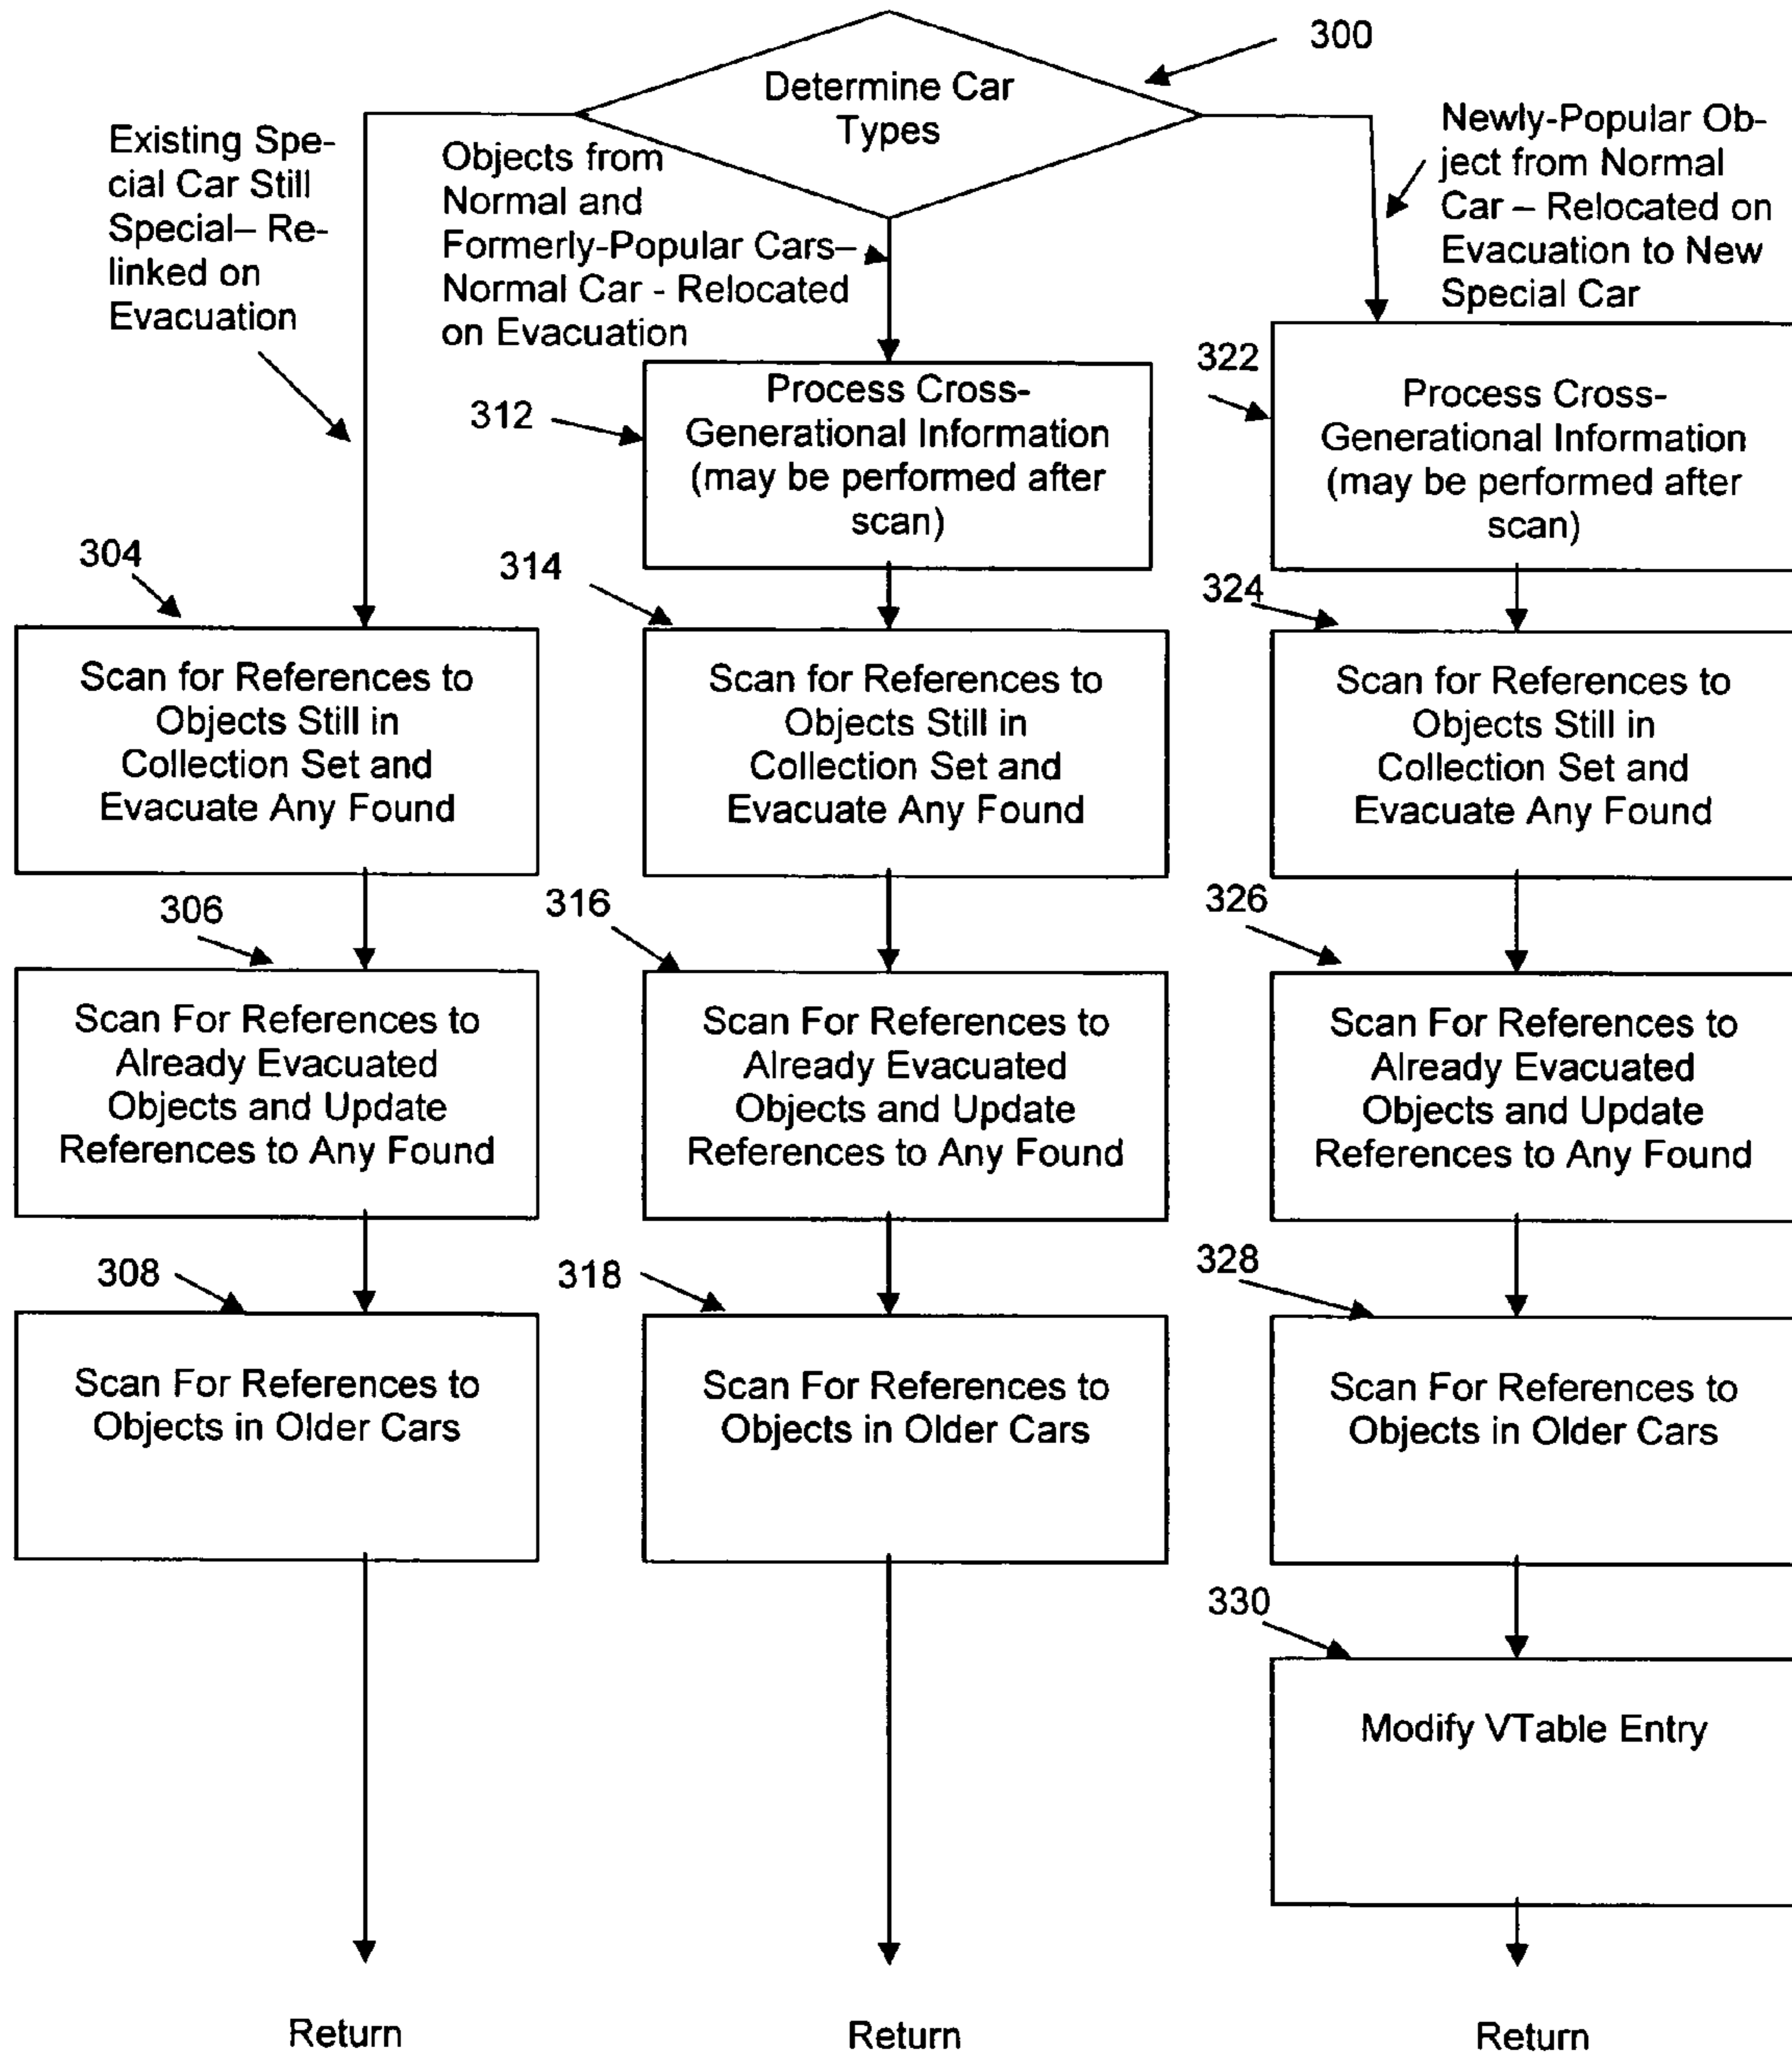 300
Determine Car
Types
Existing Spe-
cial Car Still
Special– Re-
linked on
Evacuation
Objects from
Normal and
Formerly-Popular Cars–
Normal Car - Relocated
on Evacuation
Newly-Popular Ob-
ject from Normal
Car – Relocated on
Evacuation to New
Special Car
312
Process Cross-
Generational Information
(may be performed after
scan)
322
Process Cross-
Generational Information
(may be performed after
scan)
304
Scan for References to
Objects Still in
Collection Set and
Evacuate Any Found
314
Scan for References to
Objects Still in
Collection Set and
Evacuate Any Found
324
Scan for References to
Objects Still in
Collection Set and
Evacuate Any Found
306
Scan For References to
Already Evacuated
Objects and Update
References to Any Found
316
Scan For References to
Already Evacuated
Objects and Update
References to Any Found
326
Scan For References to
Already Evacuated
Objects and Update
References to Any Found
308
Scan For References to
Objects in Older Cars
318
Scan For References to
Objects in Older Cars
328
Scan For References to
Objects in Older Cars
330
Modify VTable Entry
Return
Return
Return